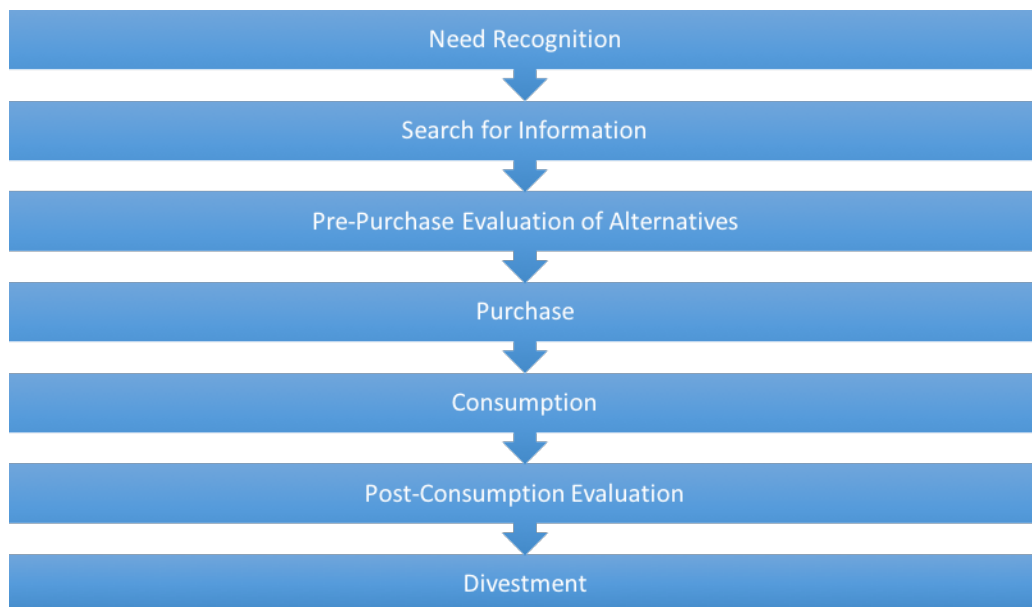 Need Recognition
Search for Information
Pre-Purchase Evaluation of Alternatives
Purchase
Consumption
Post-Consumption Evaluation
Divestment